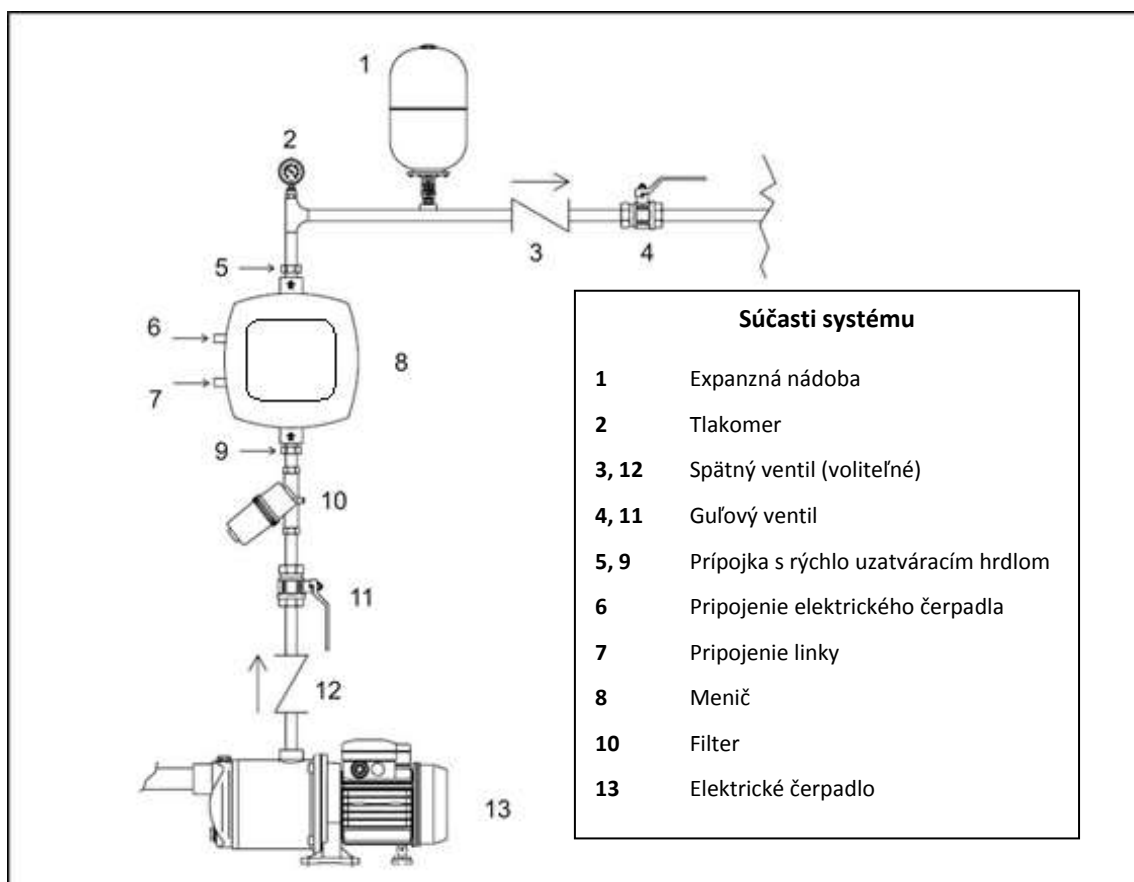 1
2
3
4
5
6
7
8
9
10
11
12
13
Súčasti systému
1 Expanzná nádoba
2 Tlakomer
3, 12 Spätný ventil (voliteľné)
4, 11 Guľový ventil
5, 9 Prípojka s rýchlo uzatváracím hrdlom
6 Pripojenie elektrického čerpadla
7 Pripojenie linky
8 Menič
10 Filter
13 Elektrické čerpadlo